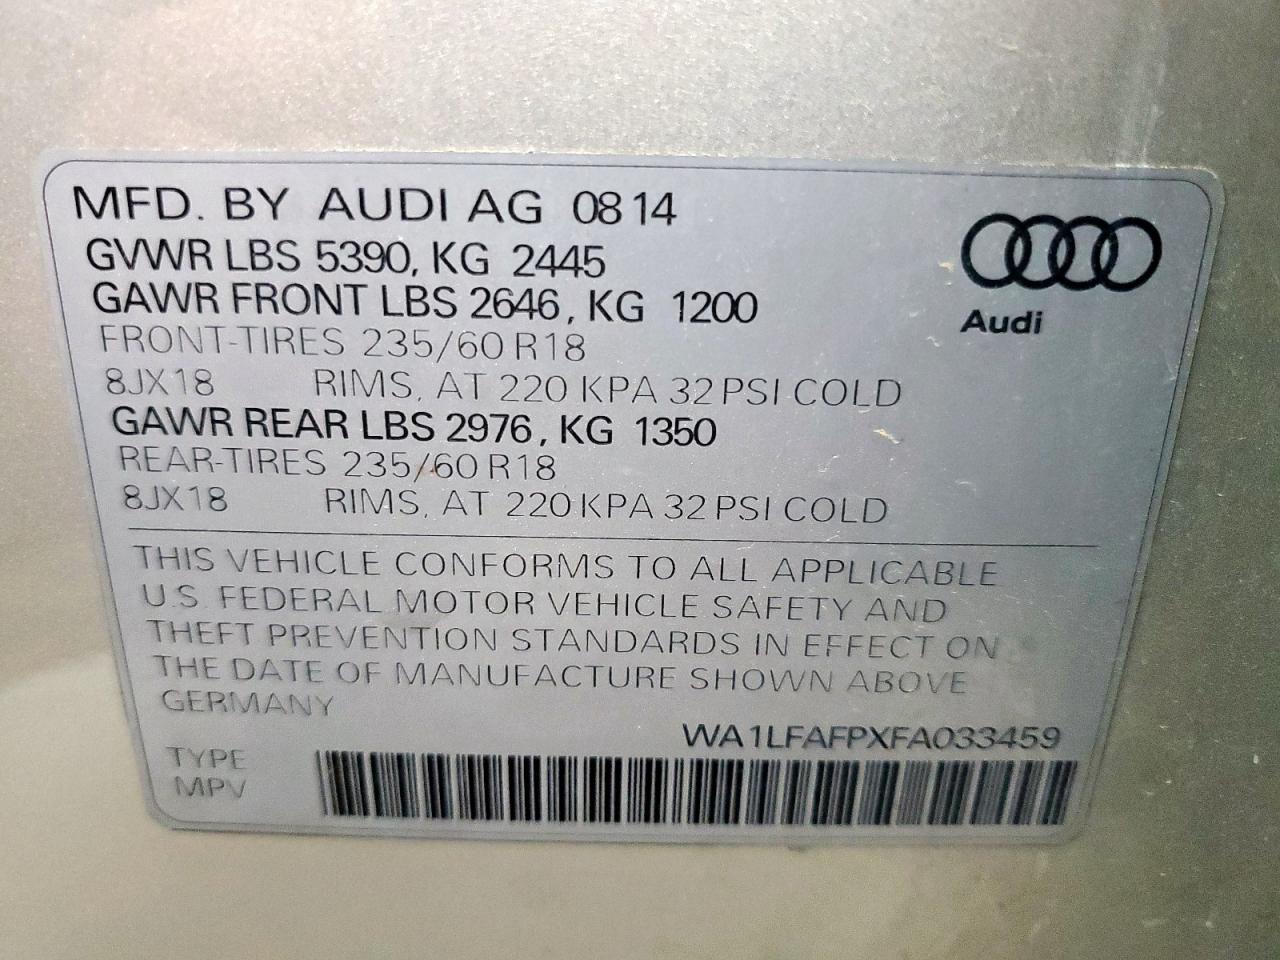 MFD. BY AUDI AG 08 14
GVWR LBS 5390, KG 2445
GAWR FRONT LBS 2646, KG 1200
FRONT-TIRES 235/60 R18
8JX18 RIMS, AT 220 KPA 32 PSI COLD
GAWR REAR LBS 2976, KG 1350
REAR-TIRES 235/60 R18
8JX18 RIMS, AT 220 KPA 32 PSI COLD
Audi
THIS VEHICLE CONFORMS TO ALL APPLICABLE
U.S. FEDERAL MOTOR VEHICLE SAFETY AND
THEFT PREVENTION STANDARDS IN EFFECT ON
THE DATE OF MANUFACTURE SHOWN ABOVE
GERMANY
WA1LFAFPXFA033459
TYPE
MPV